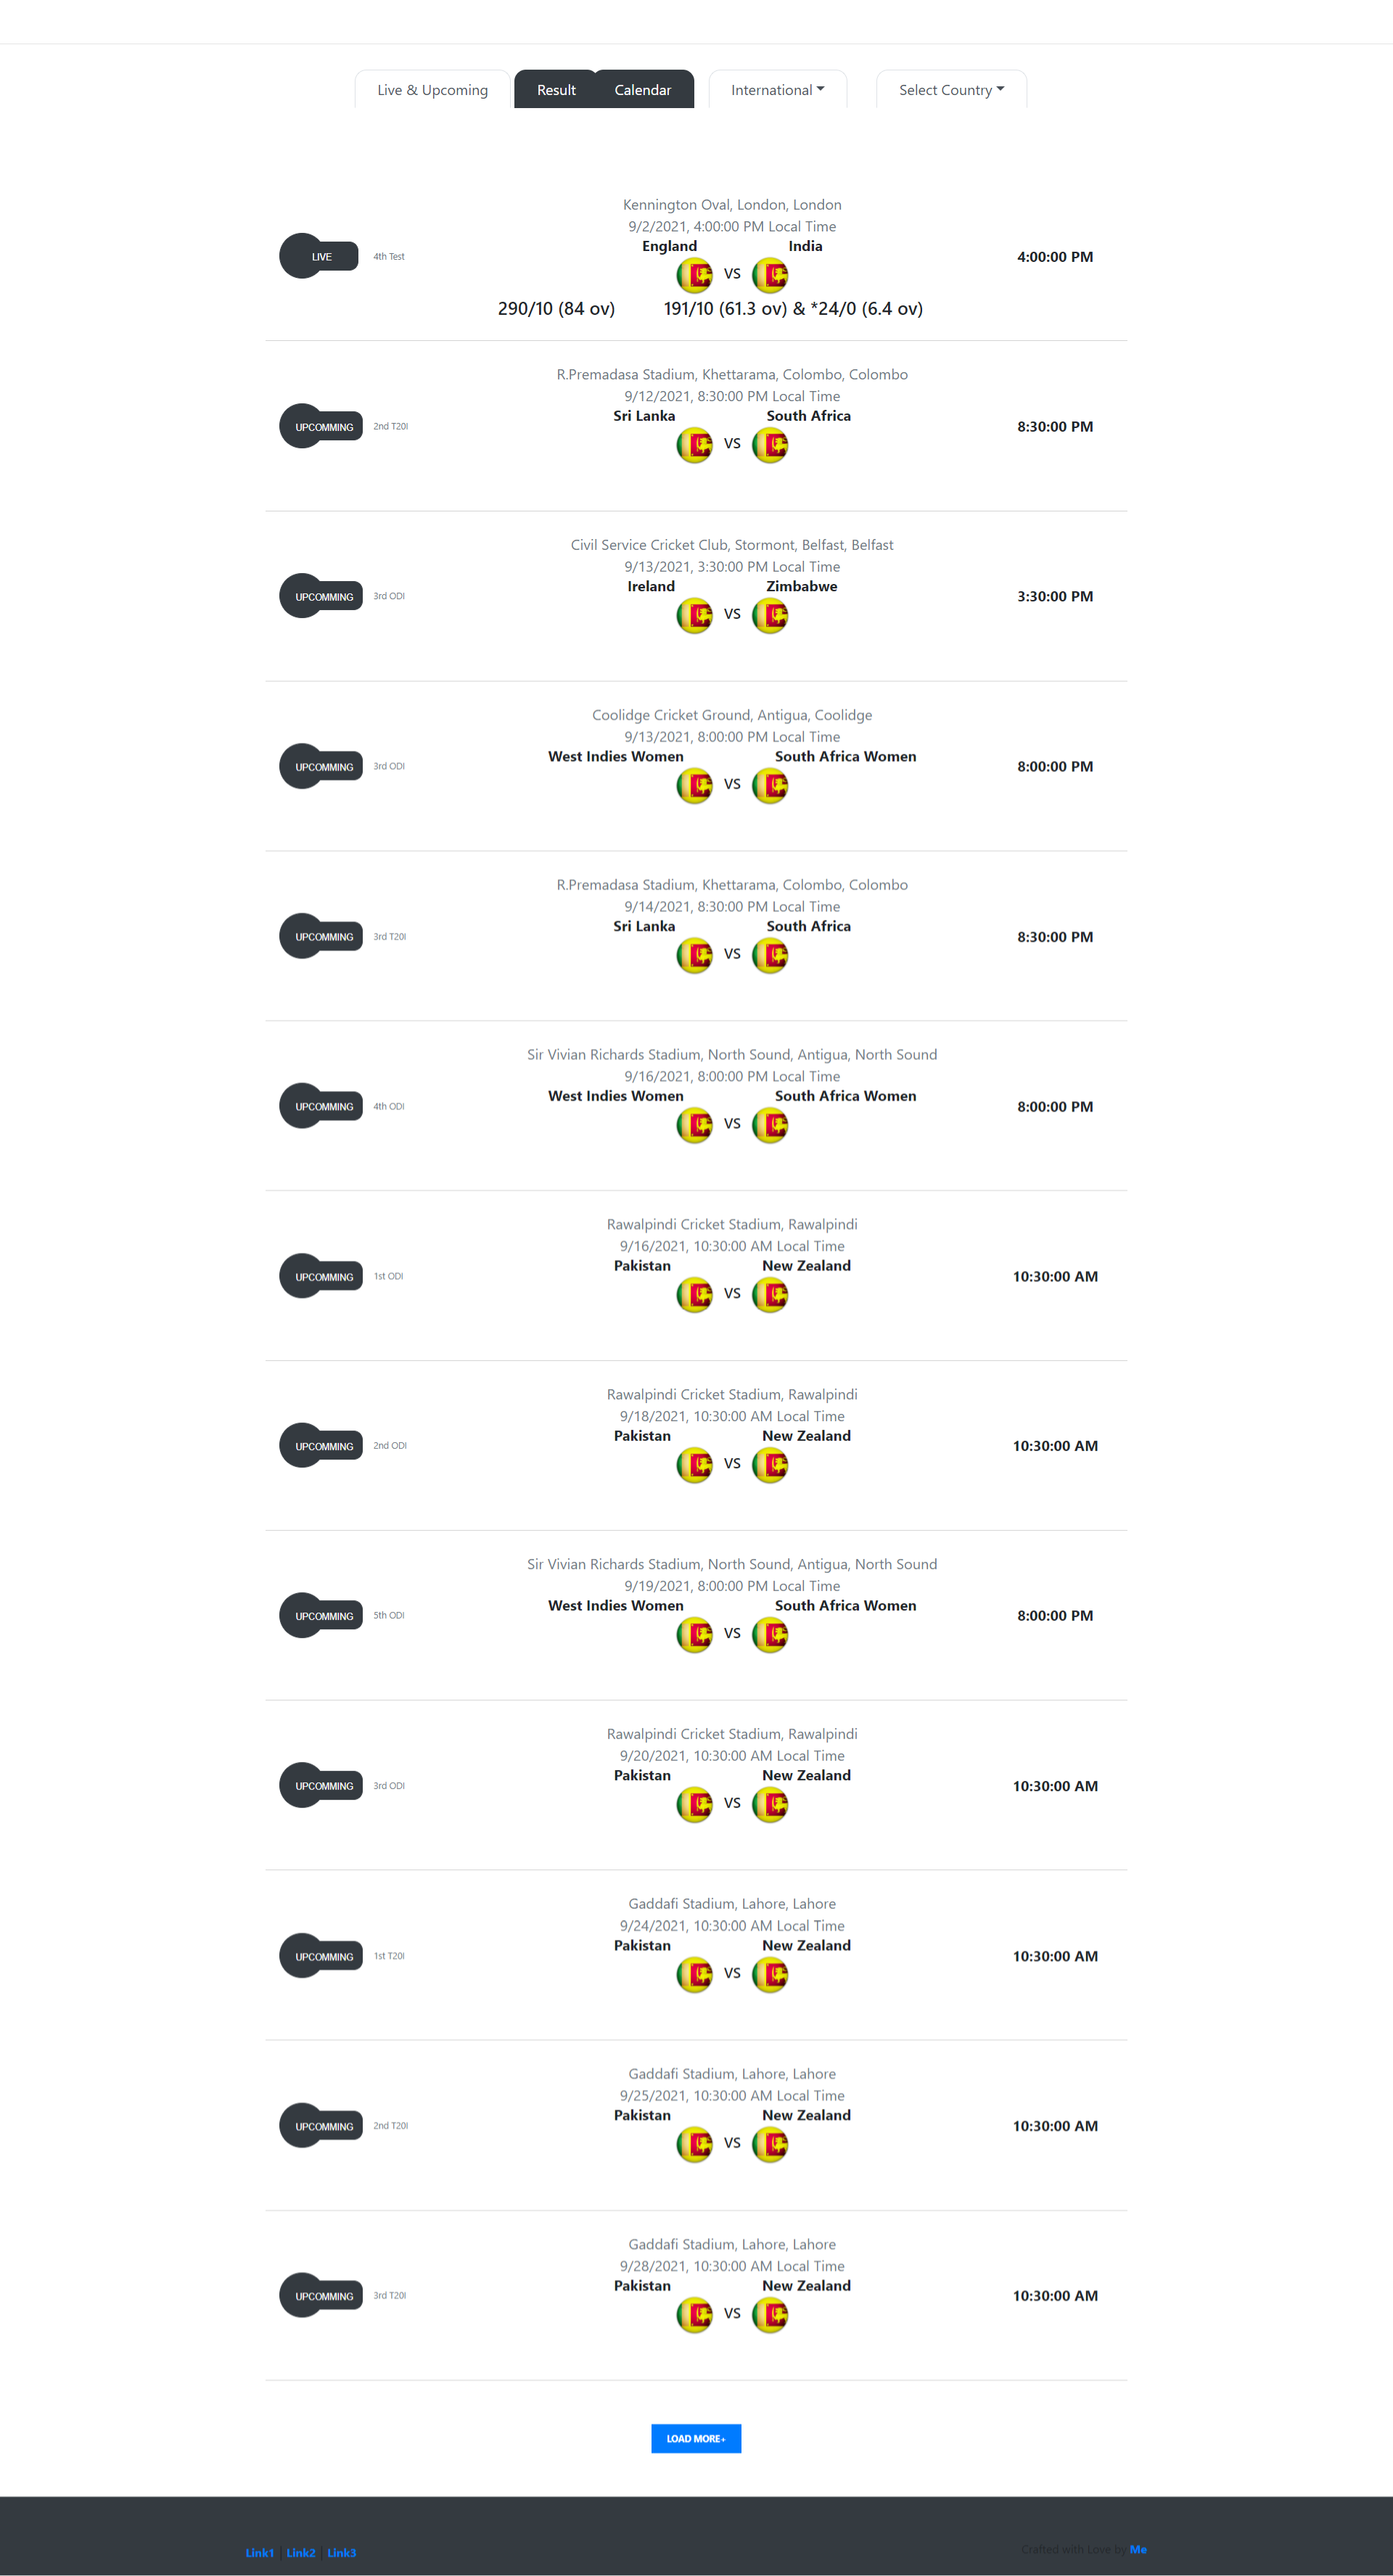 Live & Upcoming Result Calendar International Select Country
Kennington Oval, London, London
9/2/2021, 4:00:00 PM Local Time
England India
LIVE 4th Test VS 4:00:00 PM
290/10 (84 ov) 191/10 (61.3 ov) & *24/0 (6.4 ov)
R.Premadasa Stadium, Khettarama, Colombo, Colombo
9/12/2021, 8:30:00 PM Local Time
Sri Lanka South Africa
UPCOMMING 2nd T20I VS 8:30:00 PM
Civil Service Cricket Club, Stormont, Belfast, Belfast
9/13/2021, 3:30:00 PM Local Time
Ireland Zimbabwe
UPCOMMING 3rd ODI VS 3:30:00 PM
Coolidge Cricket Ground, Antigua, Coolidge
9/13/2021, 8:00:00 PM Local Time
West Indies Women South Africa Women
UPCOMMING 3rd ODI VS 8:00:00 PM
R.Premadasa Stadium, Khettarama, Colombo, Colombo
9/14/2021, 8:30:00 PM Local Time
Sri Lanka South Africa
UPCOMMING 3rd T20I VS 8:30:00 PM
Sir Vivian Richards Stadium, North Sound, Antigua, North Sound
9/16/2021, 8:00:00 PM Local Time
West Indies Women South Africa Women
UPCOMMING 4th ODI VS 8:00:00 PM
Rawalpindi Cricket Stadium, Rawalpindi
9/16/2021, 10:30:00 AM Local Time
Pakistan New Zealand
UPCOMMING 1st ODI VS 10:30:00 AM
Rawalpindi Cricket Stadium, Rawalpindi
9/18/2021, 10:30:00 AM Local Time
Pakistan New Zealand
UPCOMMING 2nd ODI VS 10:30:00 AM
Sir Vivian Richards Stadium, North Sound, Antigua, North Sound
9/19/2021, 8:00:00 PM Local Time
West Indies Women South Africa Women
UPCOMMING 5th ODI VS 8:00:00 PM
Rawalpindi Cricket Stadium, Rawalpindi
9/20/2021, 10:30:00 AM Local Time
Pakistan New Zealand
UPCOMMING 3rd ODI VS 10:30:00 AM
Gaddafi Stadium, Lahore, Lahore
9/24/2021, 10:30:00 AM Local Time
Pakistan New Zealand
UPCOMMING 1st T20I VS 10:30:00 AM
Gaddafi Stadium, Lahore, Lahore
9/25/2021, 10:30:00 AM Local Time
Pakistan New Zealand
UPCOMMING 2nd T20I VS 10:30:00 AM
Gaddafi Stadium, Lahore, Lahore
9/28/2021, 10:30:00 AM Local Time
Pakistan New Zealand
UPCOMMING 3rd T20I VS 10:30:00 AM
LOAD MORE+
Link1 | Link2 | Link3 Crafted with Love by Me